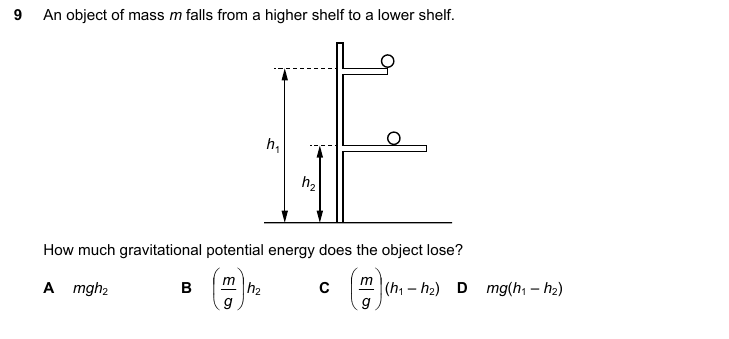 9 An object of mass m falls from a higher shelf to a lower shelf.
h₁
h₂
How much gravitational potential energy does the object lose?
A mgh₂ B (m/g)h₂ C (m/g)(h₁ – h₂) D mg(h₁ – h₂)